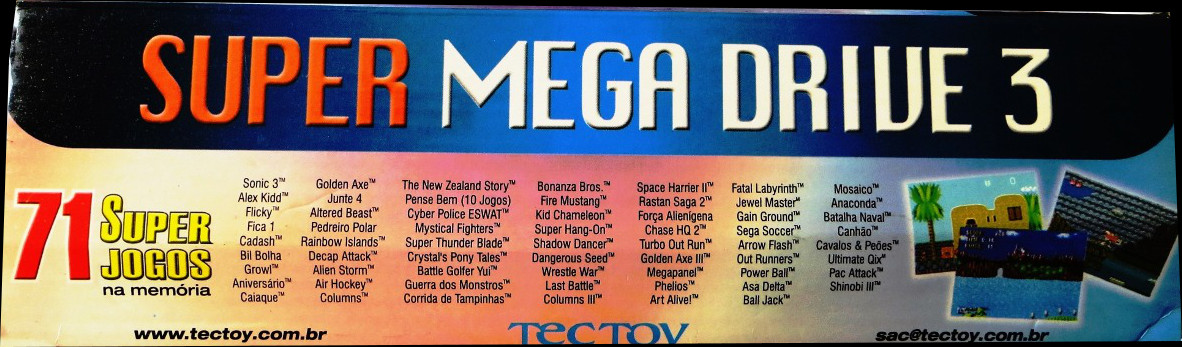 SUPER MEGA DRIVE 3
71 SUPER JOGOS
na memória
Sonic 3™
Alex Kidd™
Flicky™
Fica 1
Cadash™
Bil Bolha
Growl™
Aniversário™
Caiaque™
Golden Axe™
Junte 4
Altered Beast™
Pedreiro Polar
Rainbow Islands™
Decap Attack™
Alien Storm™
Air Hockey™
Columns™
The New Zealand Story™
Pense Bem (10 Jogos)
Cyber Police ESWAT™
Mystical Fighters™
Super Thunder Blade™
Crystal's Pony Tales™
Battle Golfer Yui™
Guerra dos Monstros™
Corrida de Tampinhas™
Bonanza Bros.™
Fire Mustang™
Kid Chameleon™
Super Hang-On™
Shadow Dancer™
Dangerous Seed™
Wrestle War™
Last Battle™
Columns III™
Space Harrier II™
Rastan Saga 2™
Força Alienígena
Chase HQ 2™
Turbo Out Run™
Golden Axe III™
Megapanel™
Phelios™
Art Alive!™
Fatal Labyrinth™
Jewel Master™
Gain Ground™
Sega Soccer™
Arrow Flash™
Out Runners™
Power Ball™
Asa Delta™
Ball Jack™
Mosaico™
Anaconda™
Batalha Naval™
Canhão™
Cavalos & Peões™
Ultimate Qix™
Pac Attack™
Shinobi III™
www.tectoy.com.br
TECTOY
sac@tectoy.com.br